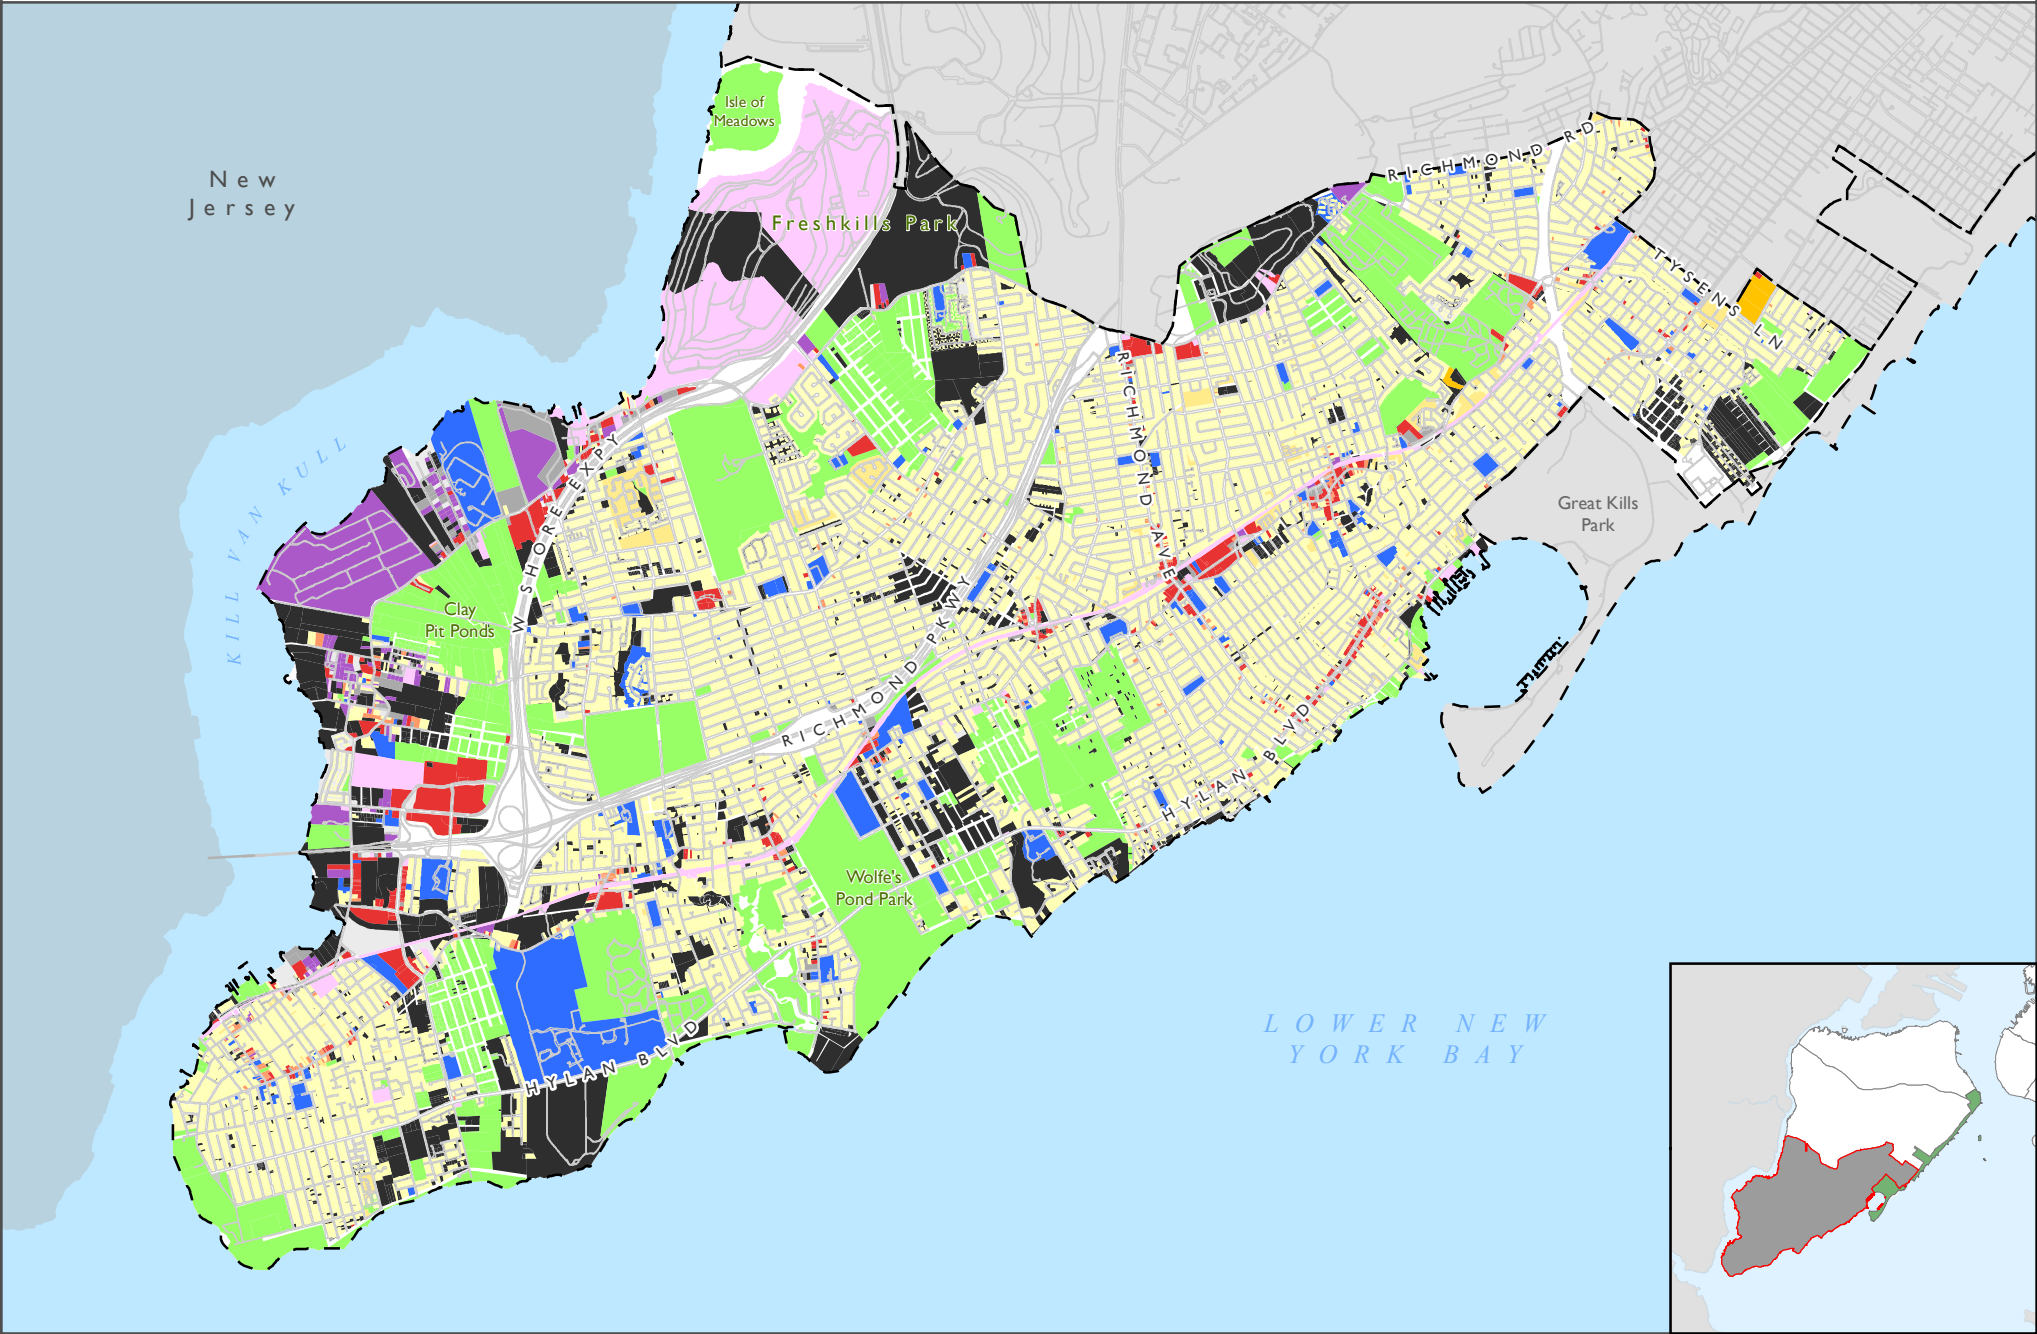 Isle of
Meadows
RICHMOND RD
New
Jersey
Freshkills Park
TYSENS LN
RICHMOND AVE
KILL VAN KULL
W SHORE EXPY
Great Kills
Park
Clay
Pit Ponds
RICHMOND PKWY
HYLAN BLVD
Wolfe's
Pond Park
LOWER NEW
YORK BAY
HYLAN BLVD